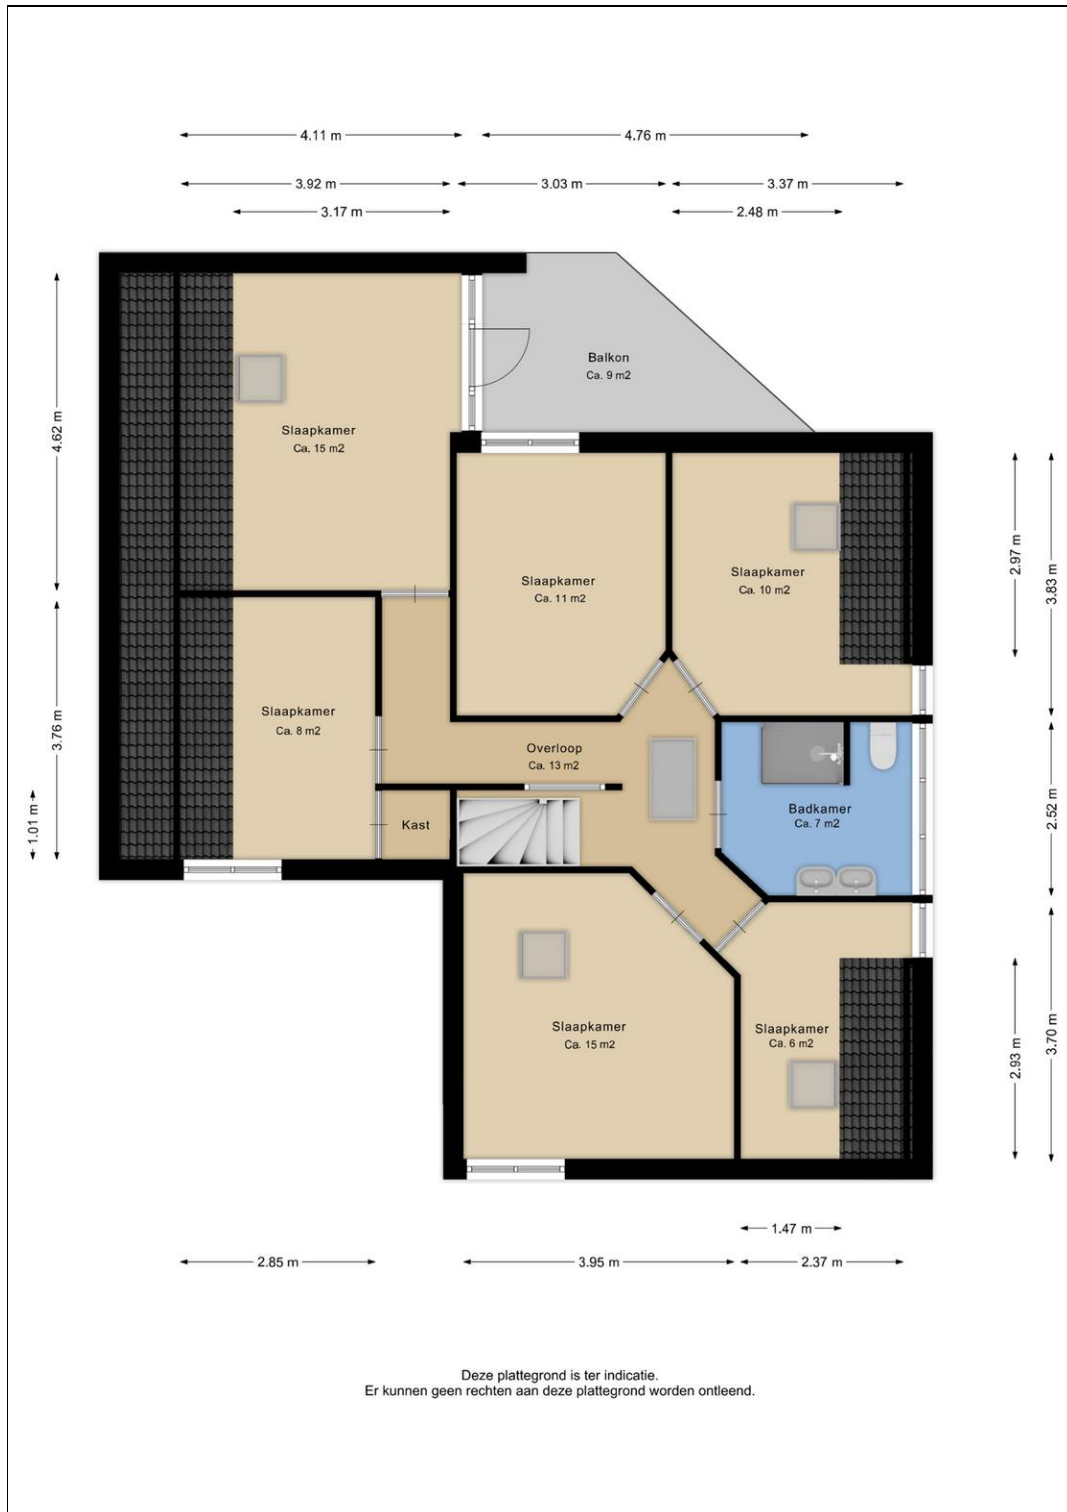 4.11 m
4.76 m
3.92 m
3.03 m
3.37 m
3.17 m
2.48 m
Balkon
Ca. 9 m2
4.62 m
Slaapkamer
Ca. 15 m2
Slaapkamer
Ca. 11 m2
Slaapkamer
Ca. 10 m2
2.97 m
3.83 m
Slaapkamer
Ca. 8 m2
3.76 m
Overloop
Ca. 13 m2
1.01 m
Kast
Badkamer
Ca. 7 m2
2.52 m
Slaapkamer
Ca. 15 m2
Slaapkamer
Ca. 6 m2
2.93 m
3.70 m
1.47 m
2.85 m
3.95 m
2.37 m
Deze plattegrond is ter indicatie.
Er kunnen geen rechten aan deze plattegrond worden ontleend.